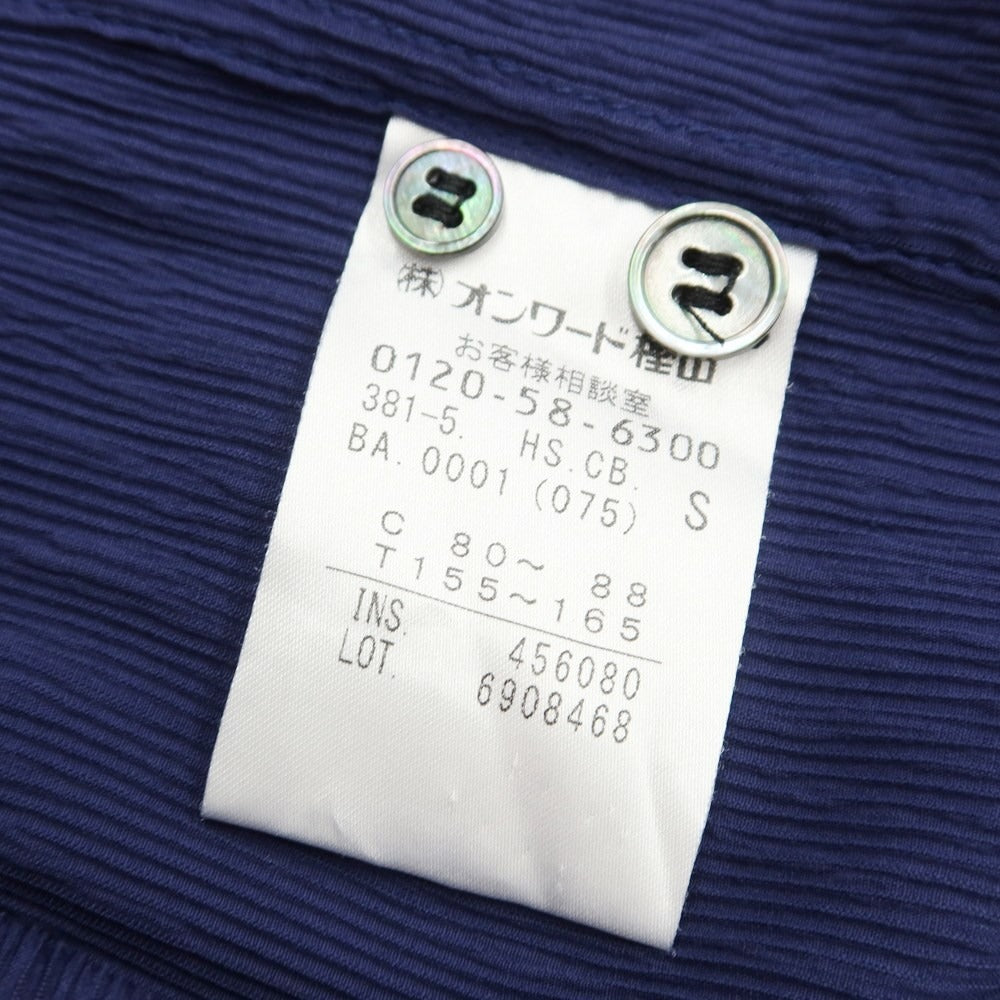 (株) オンワード樫山
お客様相談室
0120-58-6300
381-5. HS.CB.
BA.0001 (075) S
C 80～ 88
T155～165
INS. 456080
LOT. 6908468